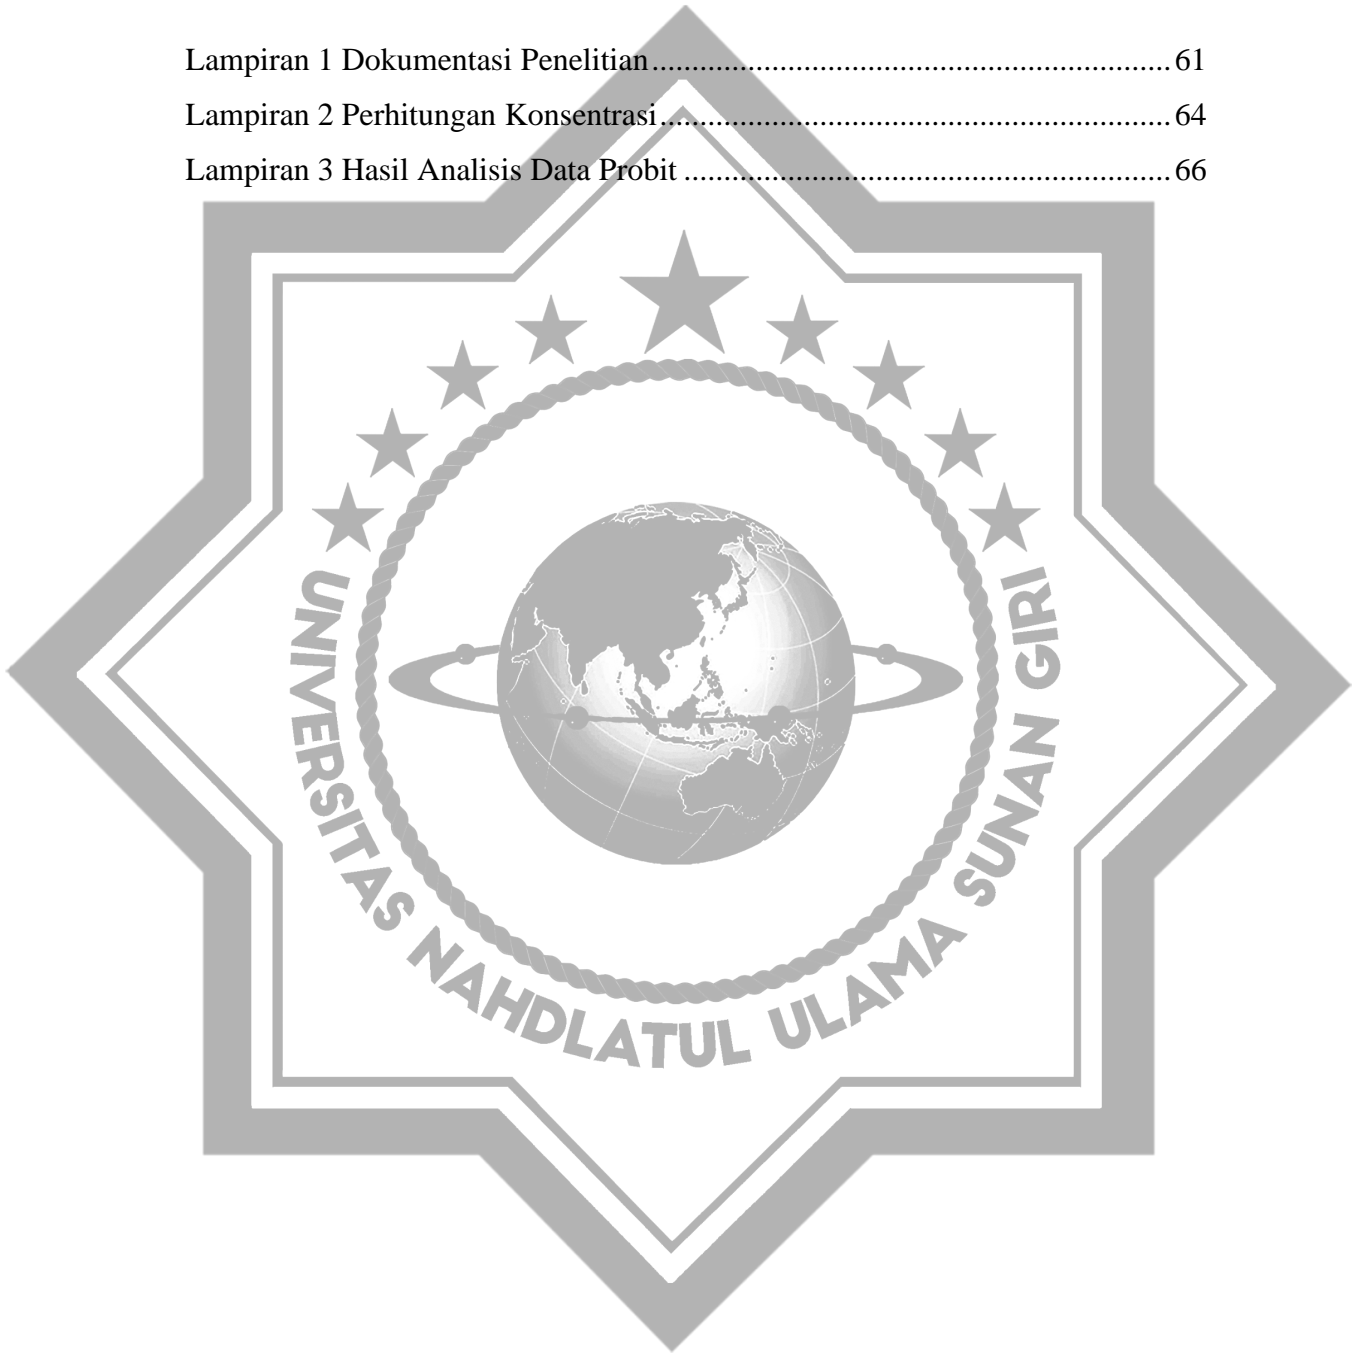 Lampiran 1 Dokumentasi Penelitian.................................................................. 61
Lampiran 2 Perhitungan Konsentrasi................................................................. 64
Lampiran 3 Hasil Analisis Data Probit .............................................................. 66
UNIVERSITAS NAHDLATUL ULAMA SUNAN GIRI